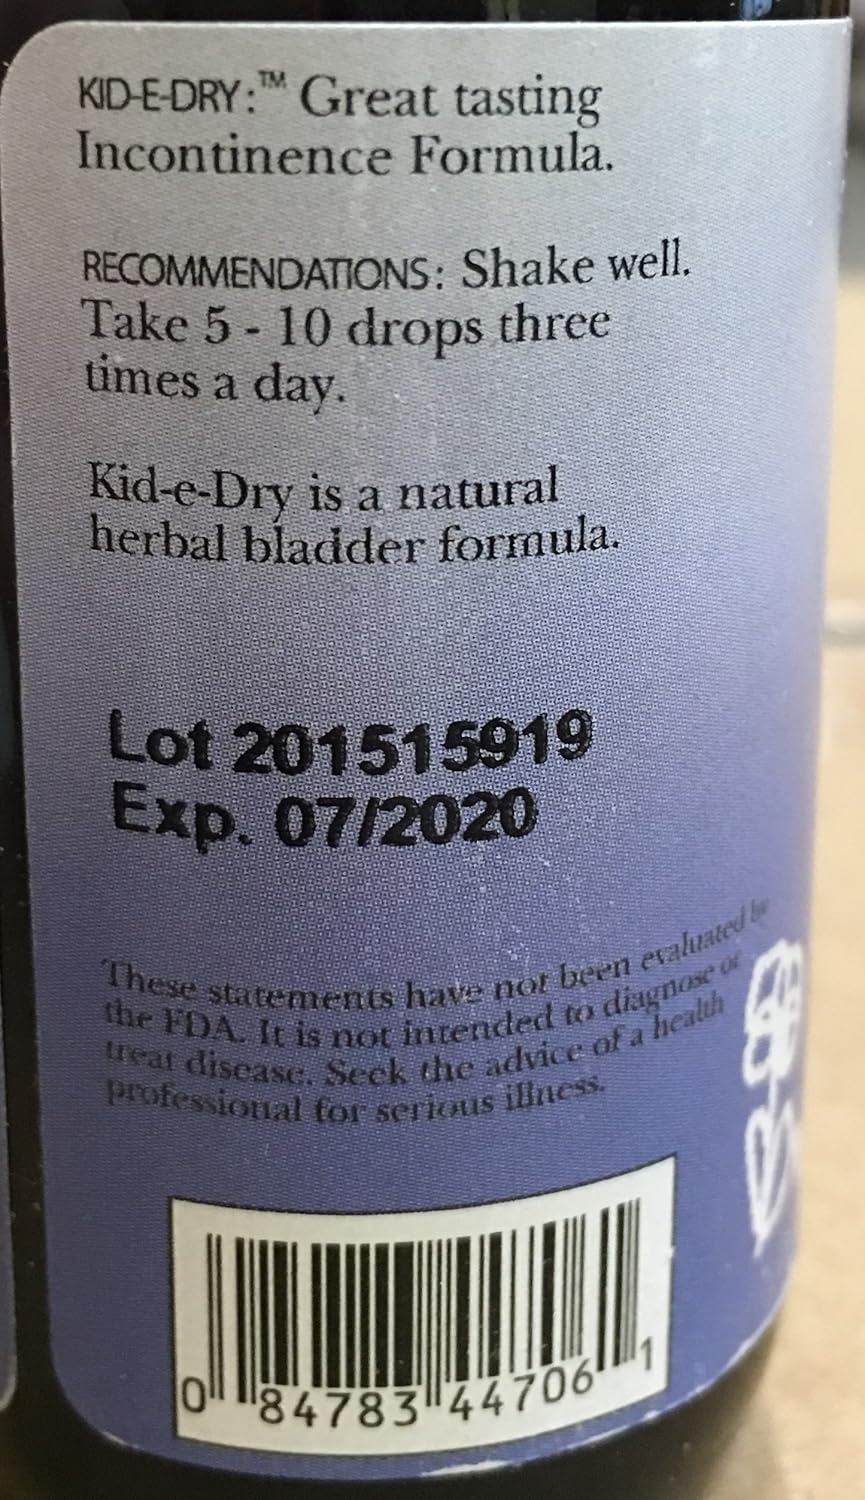 KID-E-DRY:™ Great tasting
Incontinence Formula.
RECOMMENDATIONS: Shake well.
Take 5 - 10 drops three
times a day.
Kid-e-Dry is a natural
herbal bladder formula.
Lot 201515919
Exp. 07/2020
These statements have not been evaluated by
the FDA. It is not intended to diagnose or
treat disease. Seek the advice of a health
professional for serious illness.
0 84783 44706 1